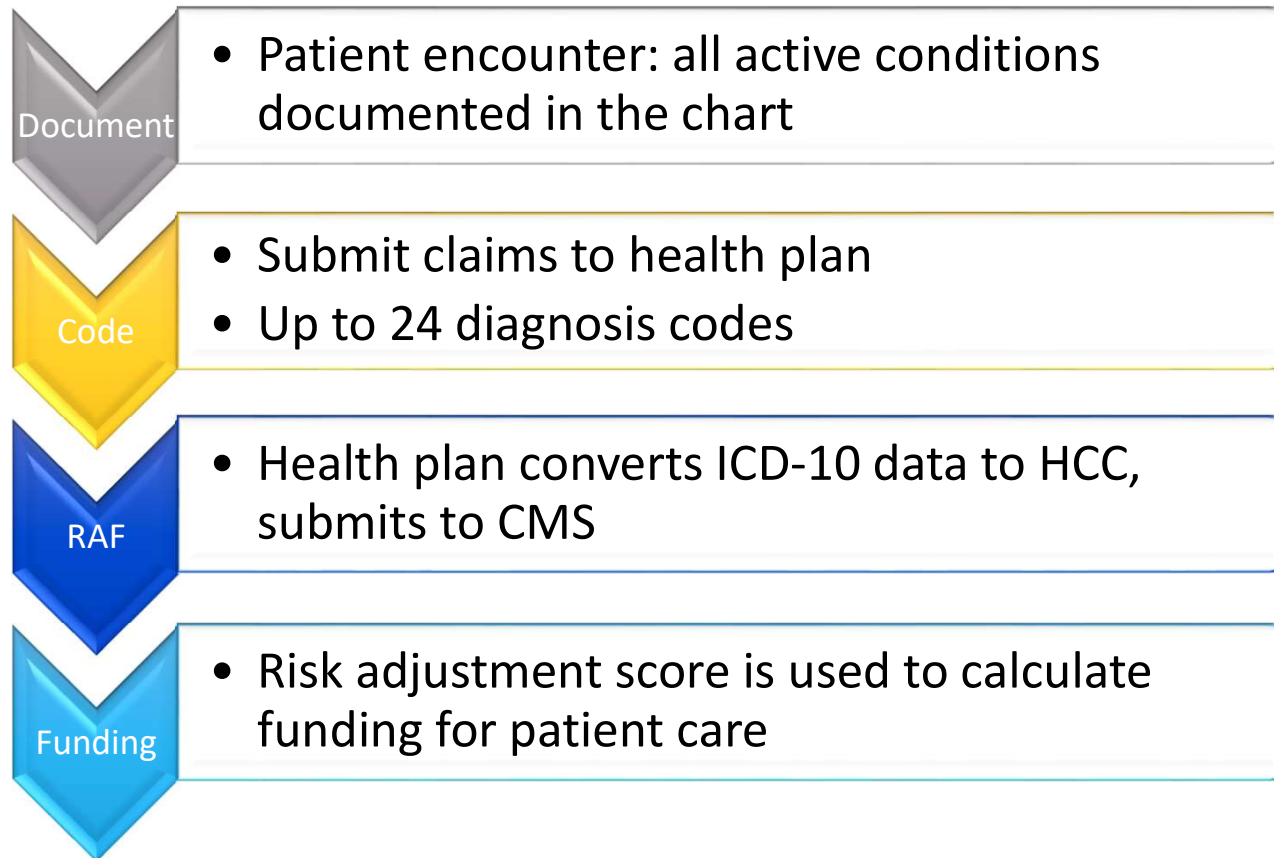 Document
• Patient encounter: all active conditions
documented in the chart
Code
• Submit claims to health plan
• Up to 24 diagnosis codes
RAF
• Health plan converts ICD-10 data to HCC,
submits to CMS
Funding
• Risk adjustment score is used to calculate
funding for patient care